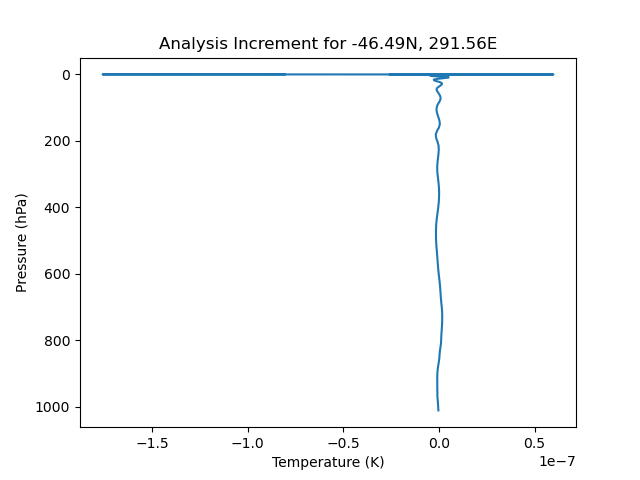 Analysis Increment for -46.49N, 291.56E
0
200
400
600
800
1000
Pressure (hPa)
−1.5
−1.0
−0.5
0.0
0.5
Temperature (K)
1e−7